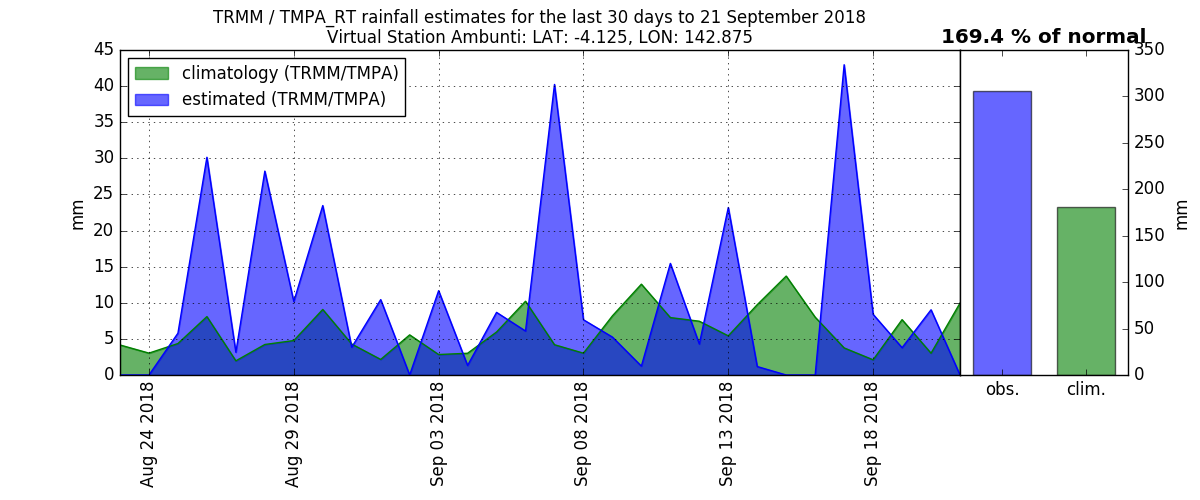 TRMM / TMPA_RT rainfall estimates for the last 30 days to 21 September 2018
Virtual Station Ambunti: LAT: -4.125, LON: 142.875
169.4 % of normal
climatology (TRMM/TMPA)
estimated (TRMM/TMPA)
45
40
35
30
25
20
15
10
5
0
mm
Aug 24 2018
Aug 29 2018
Sep 03 2018
Sep 08 2018
Sep 13 2018
Sep 18 2018
350
300
250
200
150
100
50
0
mm
obs.
clim.